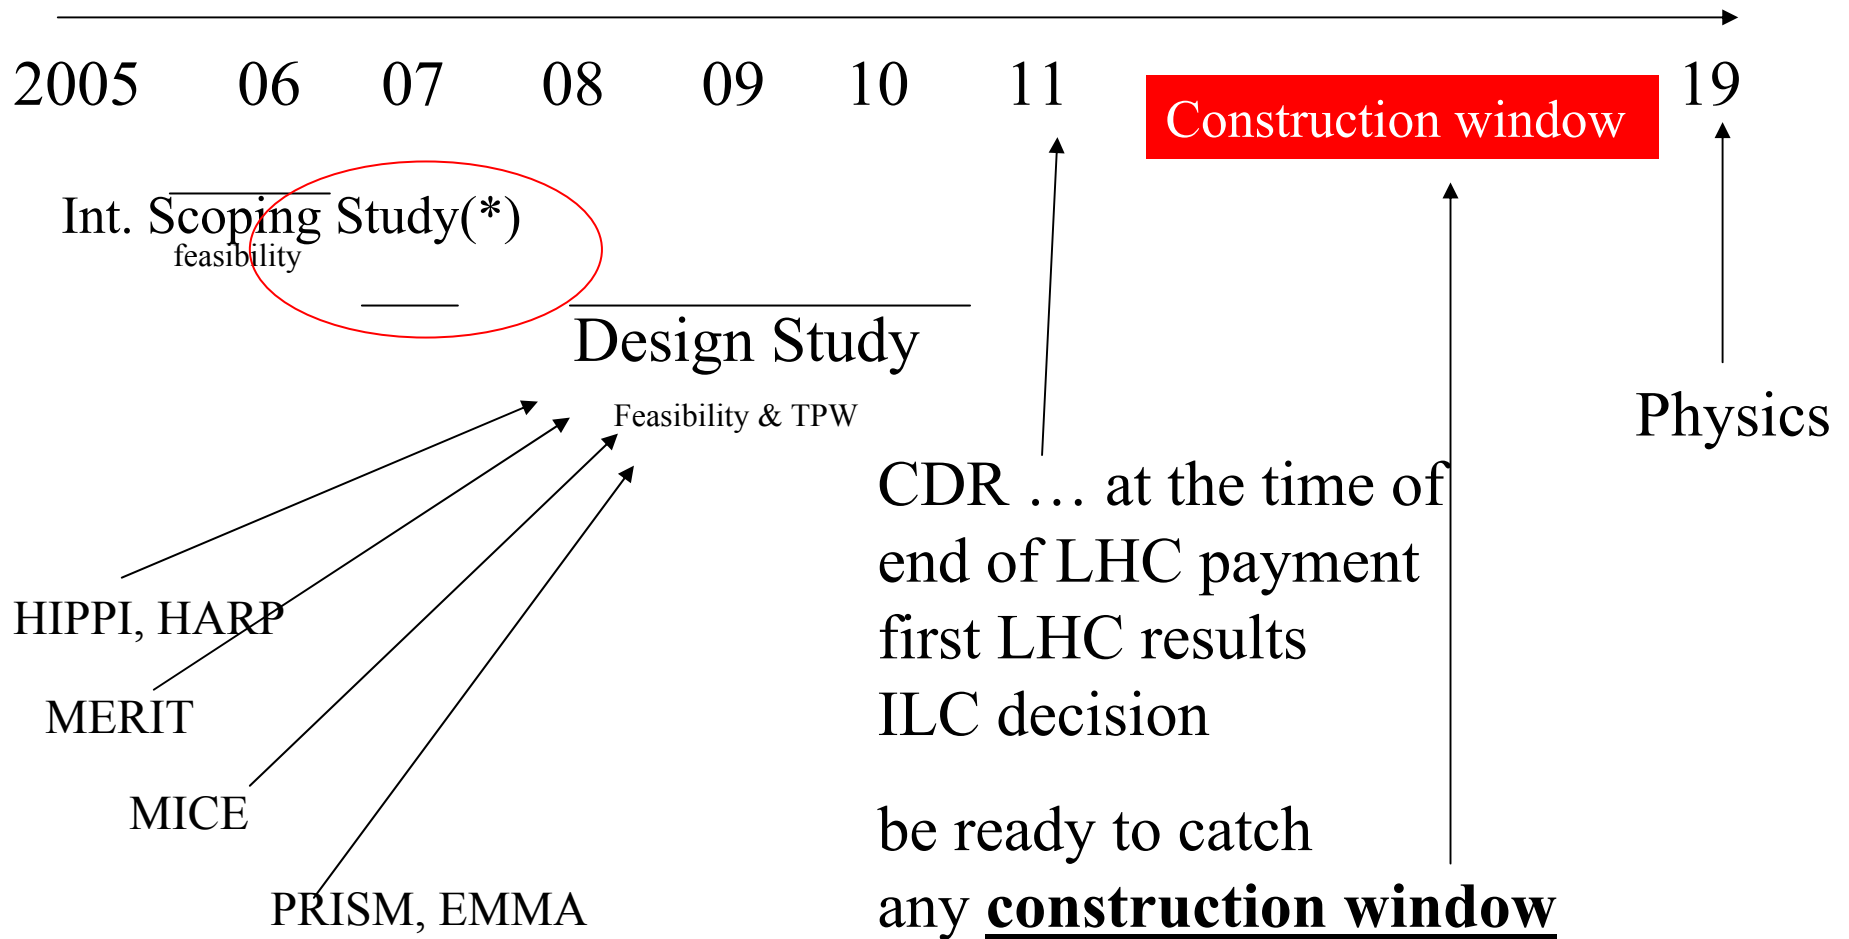 2005 06 07 08 09 10 11 19
Construction window
Int. Scoping Study(*)
feasibility
Design Study
Feasibility & TPW
Physics
CDR … at the time of
end of LHC payment
first LHC results
ILC decision
HIPPI, HARP
MERIT
MICE
PRISM, EMMA
be ready to catch
any construction window